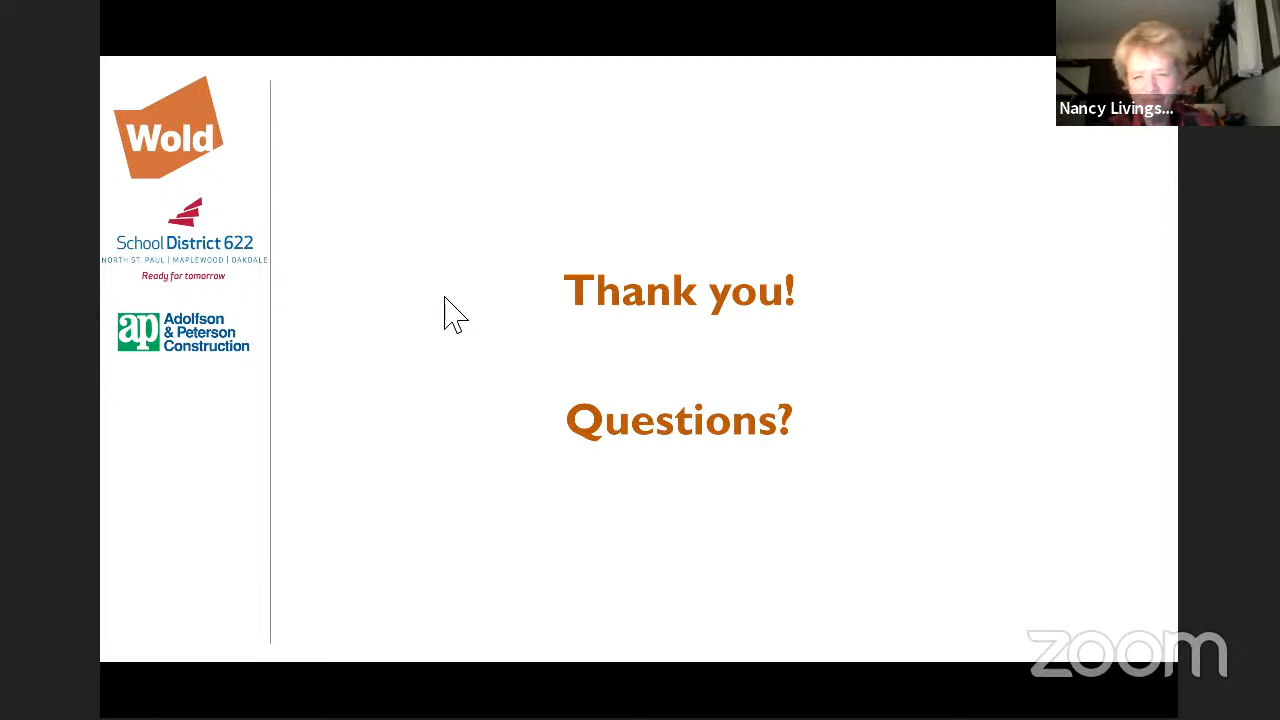 Wold
School District 622
NORTH ST. PAUL | MAPLEWOOD | OAKDALE
Ready for tomorrow
ap
Adolfson
& Peterson
Construction
Thank you!
Questions?
Nancy Livings...
zoom